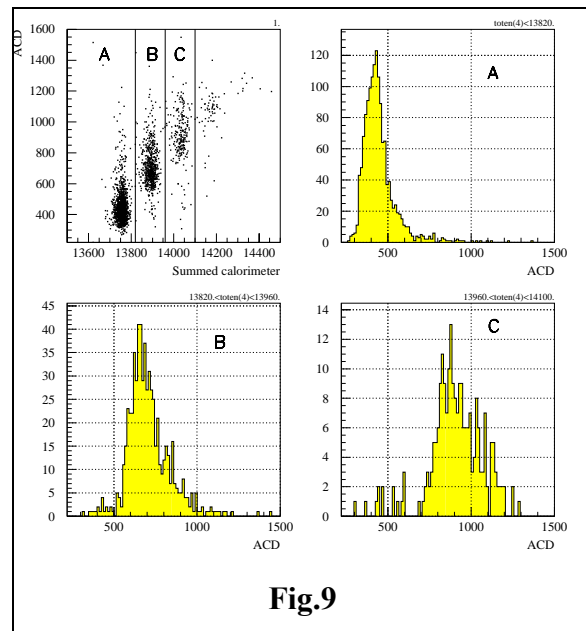 1.
ACD
1600
1400
1200
1000
800
600
400
A B C
13600 13800 14000 14200 14400
Summed calorimeter
toten(4)<13820.
120
100
80
60
40
20
0
A
500 1000 1500
ACD
13820.<toten(4)<13960.
45
40
35
30
25
20
15
10
5
0
B
500 1000 1500
ACD
13960.<toten(4)<14100.
14
12
10
8
6
4
2
0
C
500 1000 1500
ACD
Fig.9